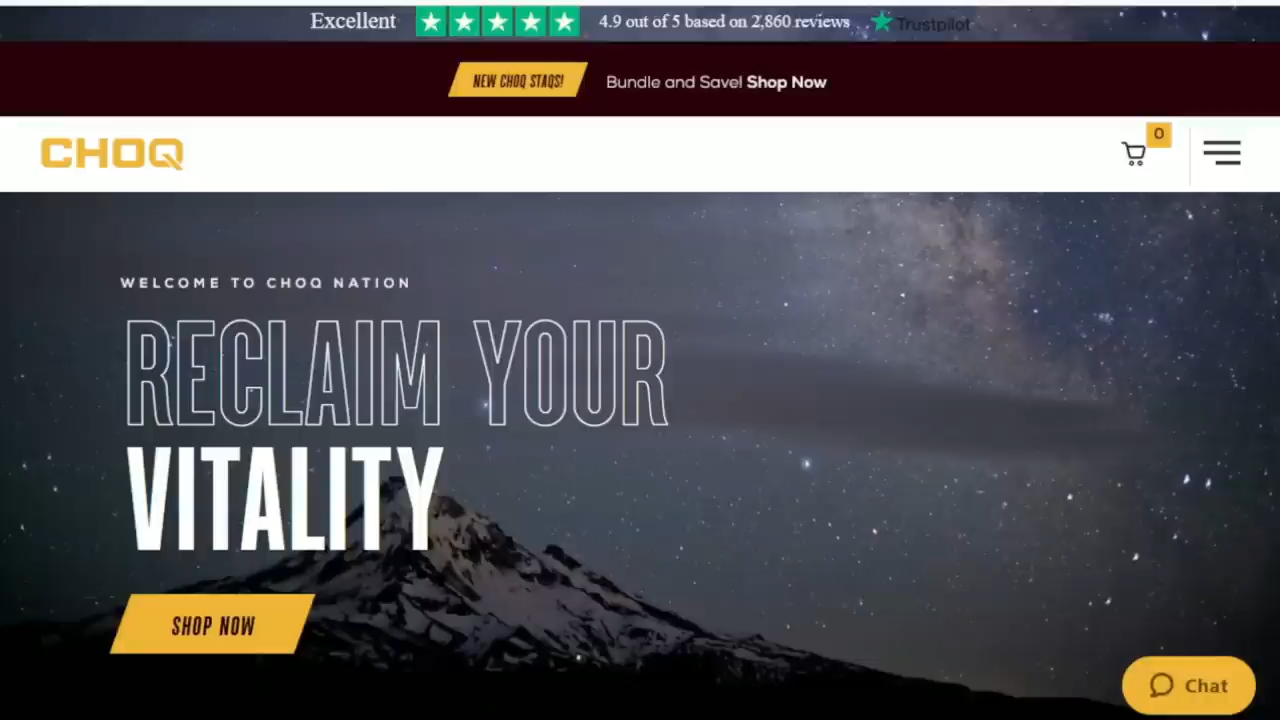 Excellent 4.9 out of 5 based on 2,860 reviews Trustpilot
NEW CHOQ STAQS! Bundle and Save! Shop Now
CHOQ 0
WELCOME TO CHOQ NATION
RECLAIM YOUR
VITALITY
SHOP NOW
Chat